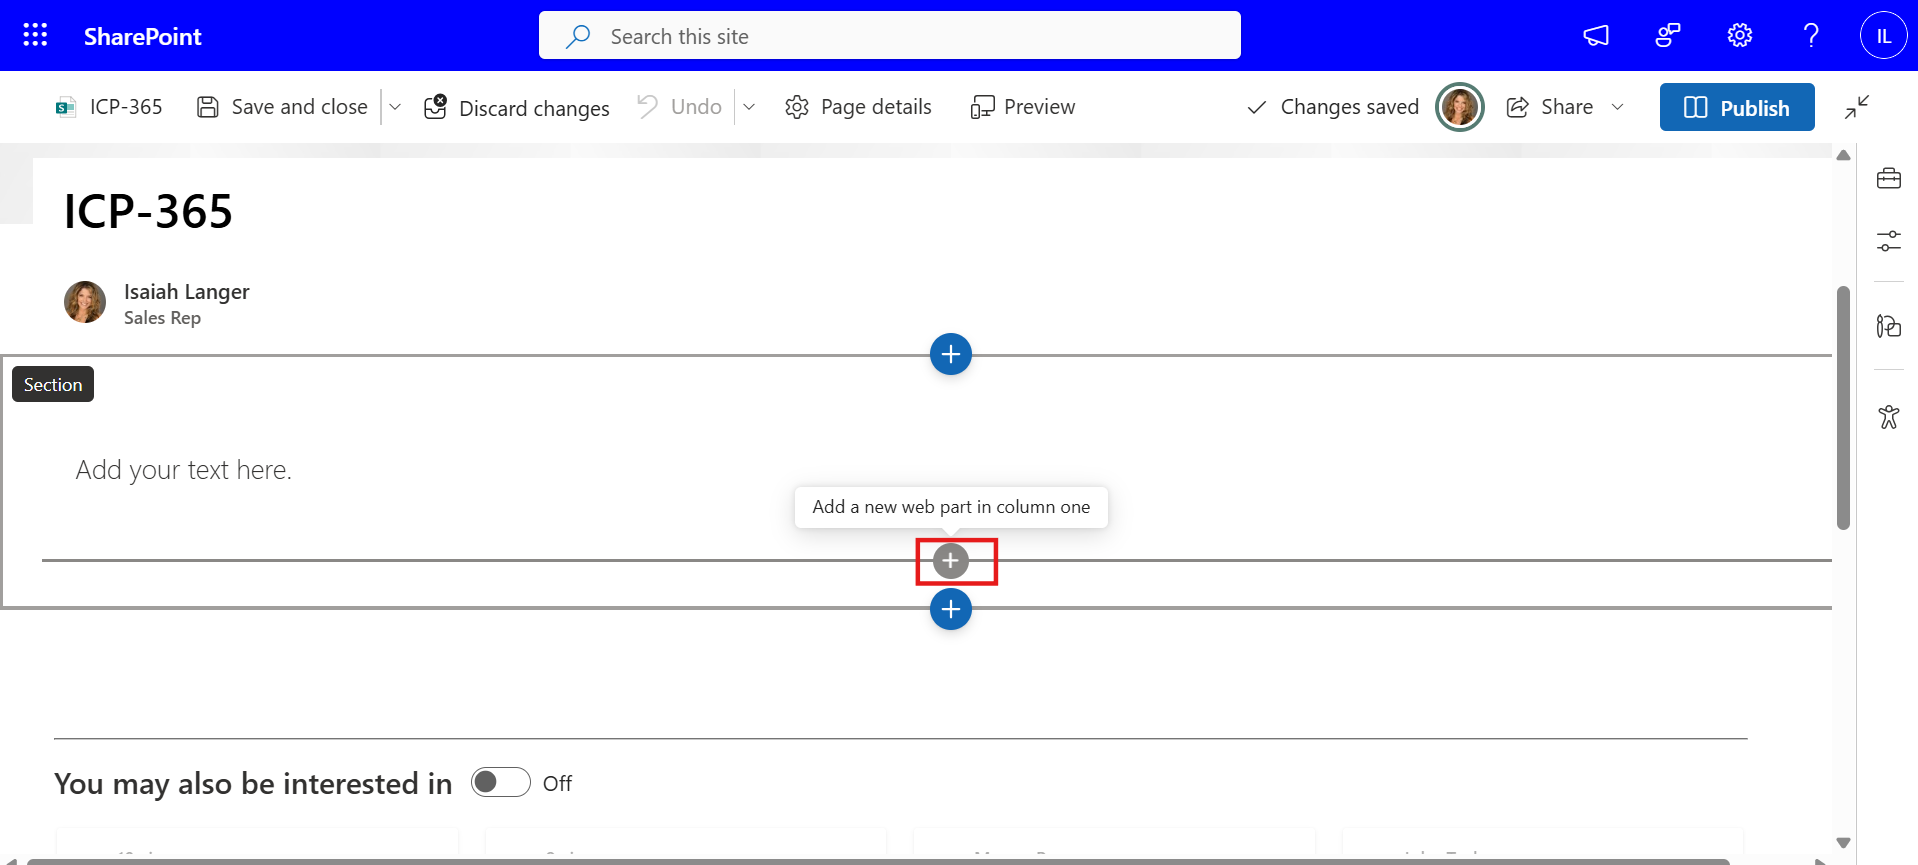 SharePoint
Search this site
IL
ICP-365
Save and close
Discard changes
Undo
Page details
Preview
Changes saved
Share
Publish
ICP-365
Isaiah Langer
Sales Rep
Section
Add your text here.
Add a new web part in column one
You may also be interested in
Off